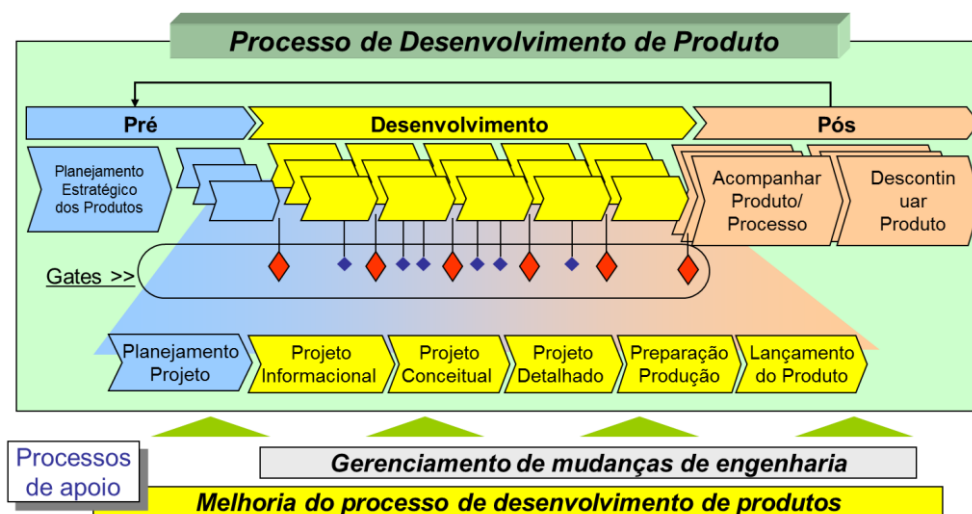 Processo de Desenvolvimento de Produto
Pré
Desenvolvimento
Pós
Planejamento
Estratégico
dos Produtos
Acompanhar
Produto/
Processo
Descontin
uar
Produto
Gates >>
Planejamento
Projeto
Projeto
Informacional
Projeto
Conceitual
Projeto
Detalhado
Preparação
Produção
Lançamento
do Produto
Processos
de apoio
Gerenciamento de mudanças de engenharia
Melhoria do processo de desenvolvimento de produtos